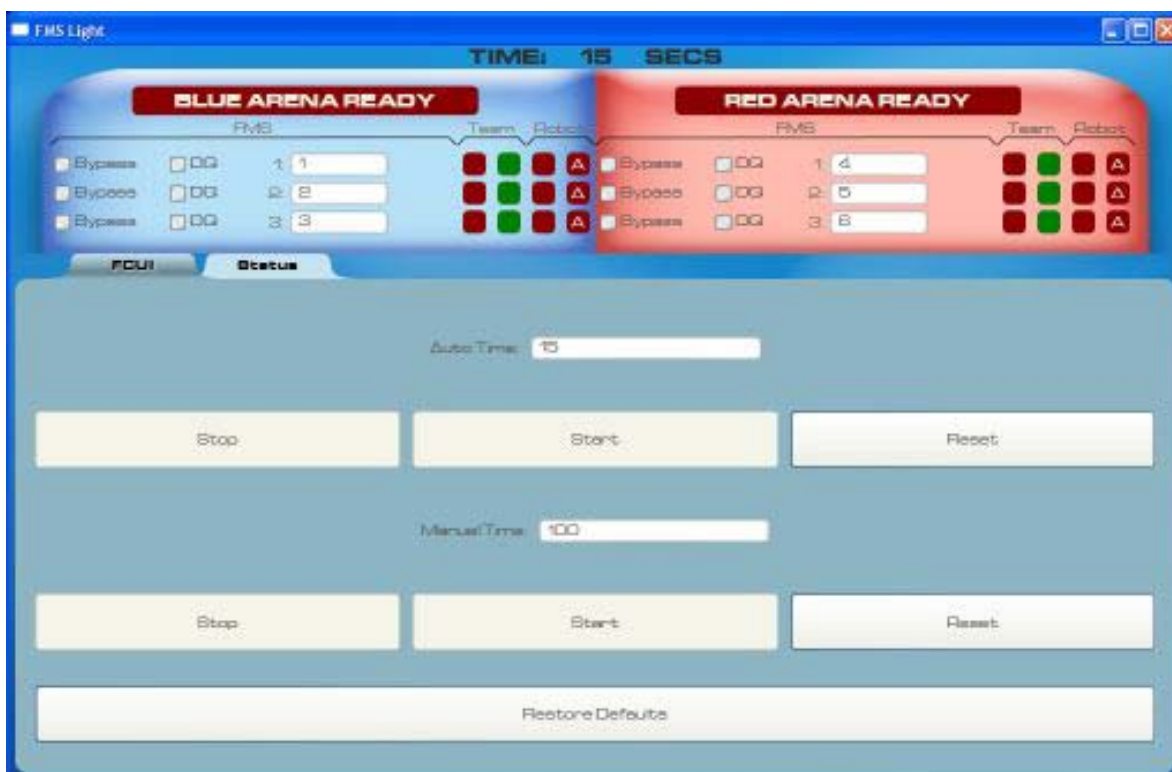 FMS Light
TIME: 15 SECS
BLUE ARENA READY
FMS Team Robot
Bypass DQ 1: 1 A
Bypass DQ 2: 2 A
Bypass DQ 3: 3 A
RED ARENA READY
FMS Team Robot
Bypass DQ 1: 4 A
Bypass DQ 2: 5 A
Bypass DQ 3: 6 A
FCUI Status
Auto Time: 15
Stop Start Reset
Manual Time: 100
Stop Start Reset
Restore Defaults